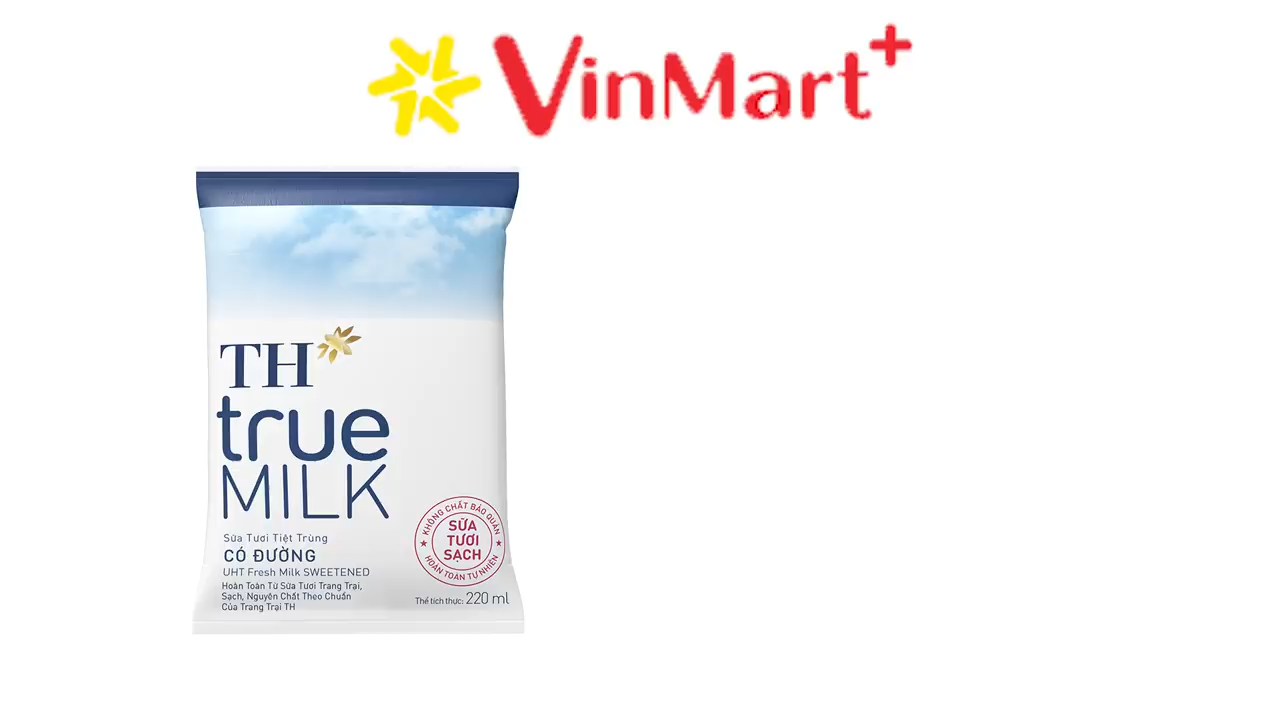 VinMart+
TH
true
MILK
Sữa Tươi Tiệt Trùng
CÓ ĐƯỜNG
UHT Fresh Milk SWEETENED
Hoàn Toàn Từ Sữa Tươi Trang Trại,
Sạch, Nguyên Chất Theo Chuẩn
Của Trang Trại TH
KHÔNG CHẤT BẢO QUẢN
SỮA
TƯƠI
SẠCH
HOÀN TOÀN TỰ NHIÊN
Thể tích thực: 220 ml